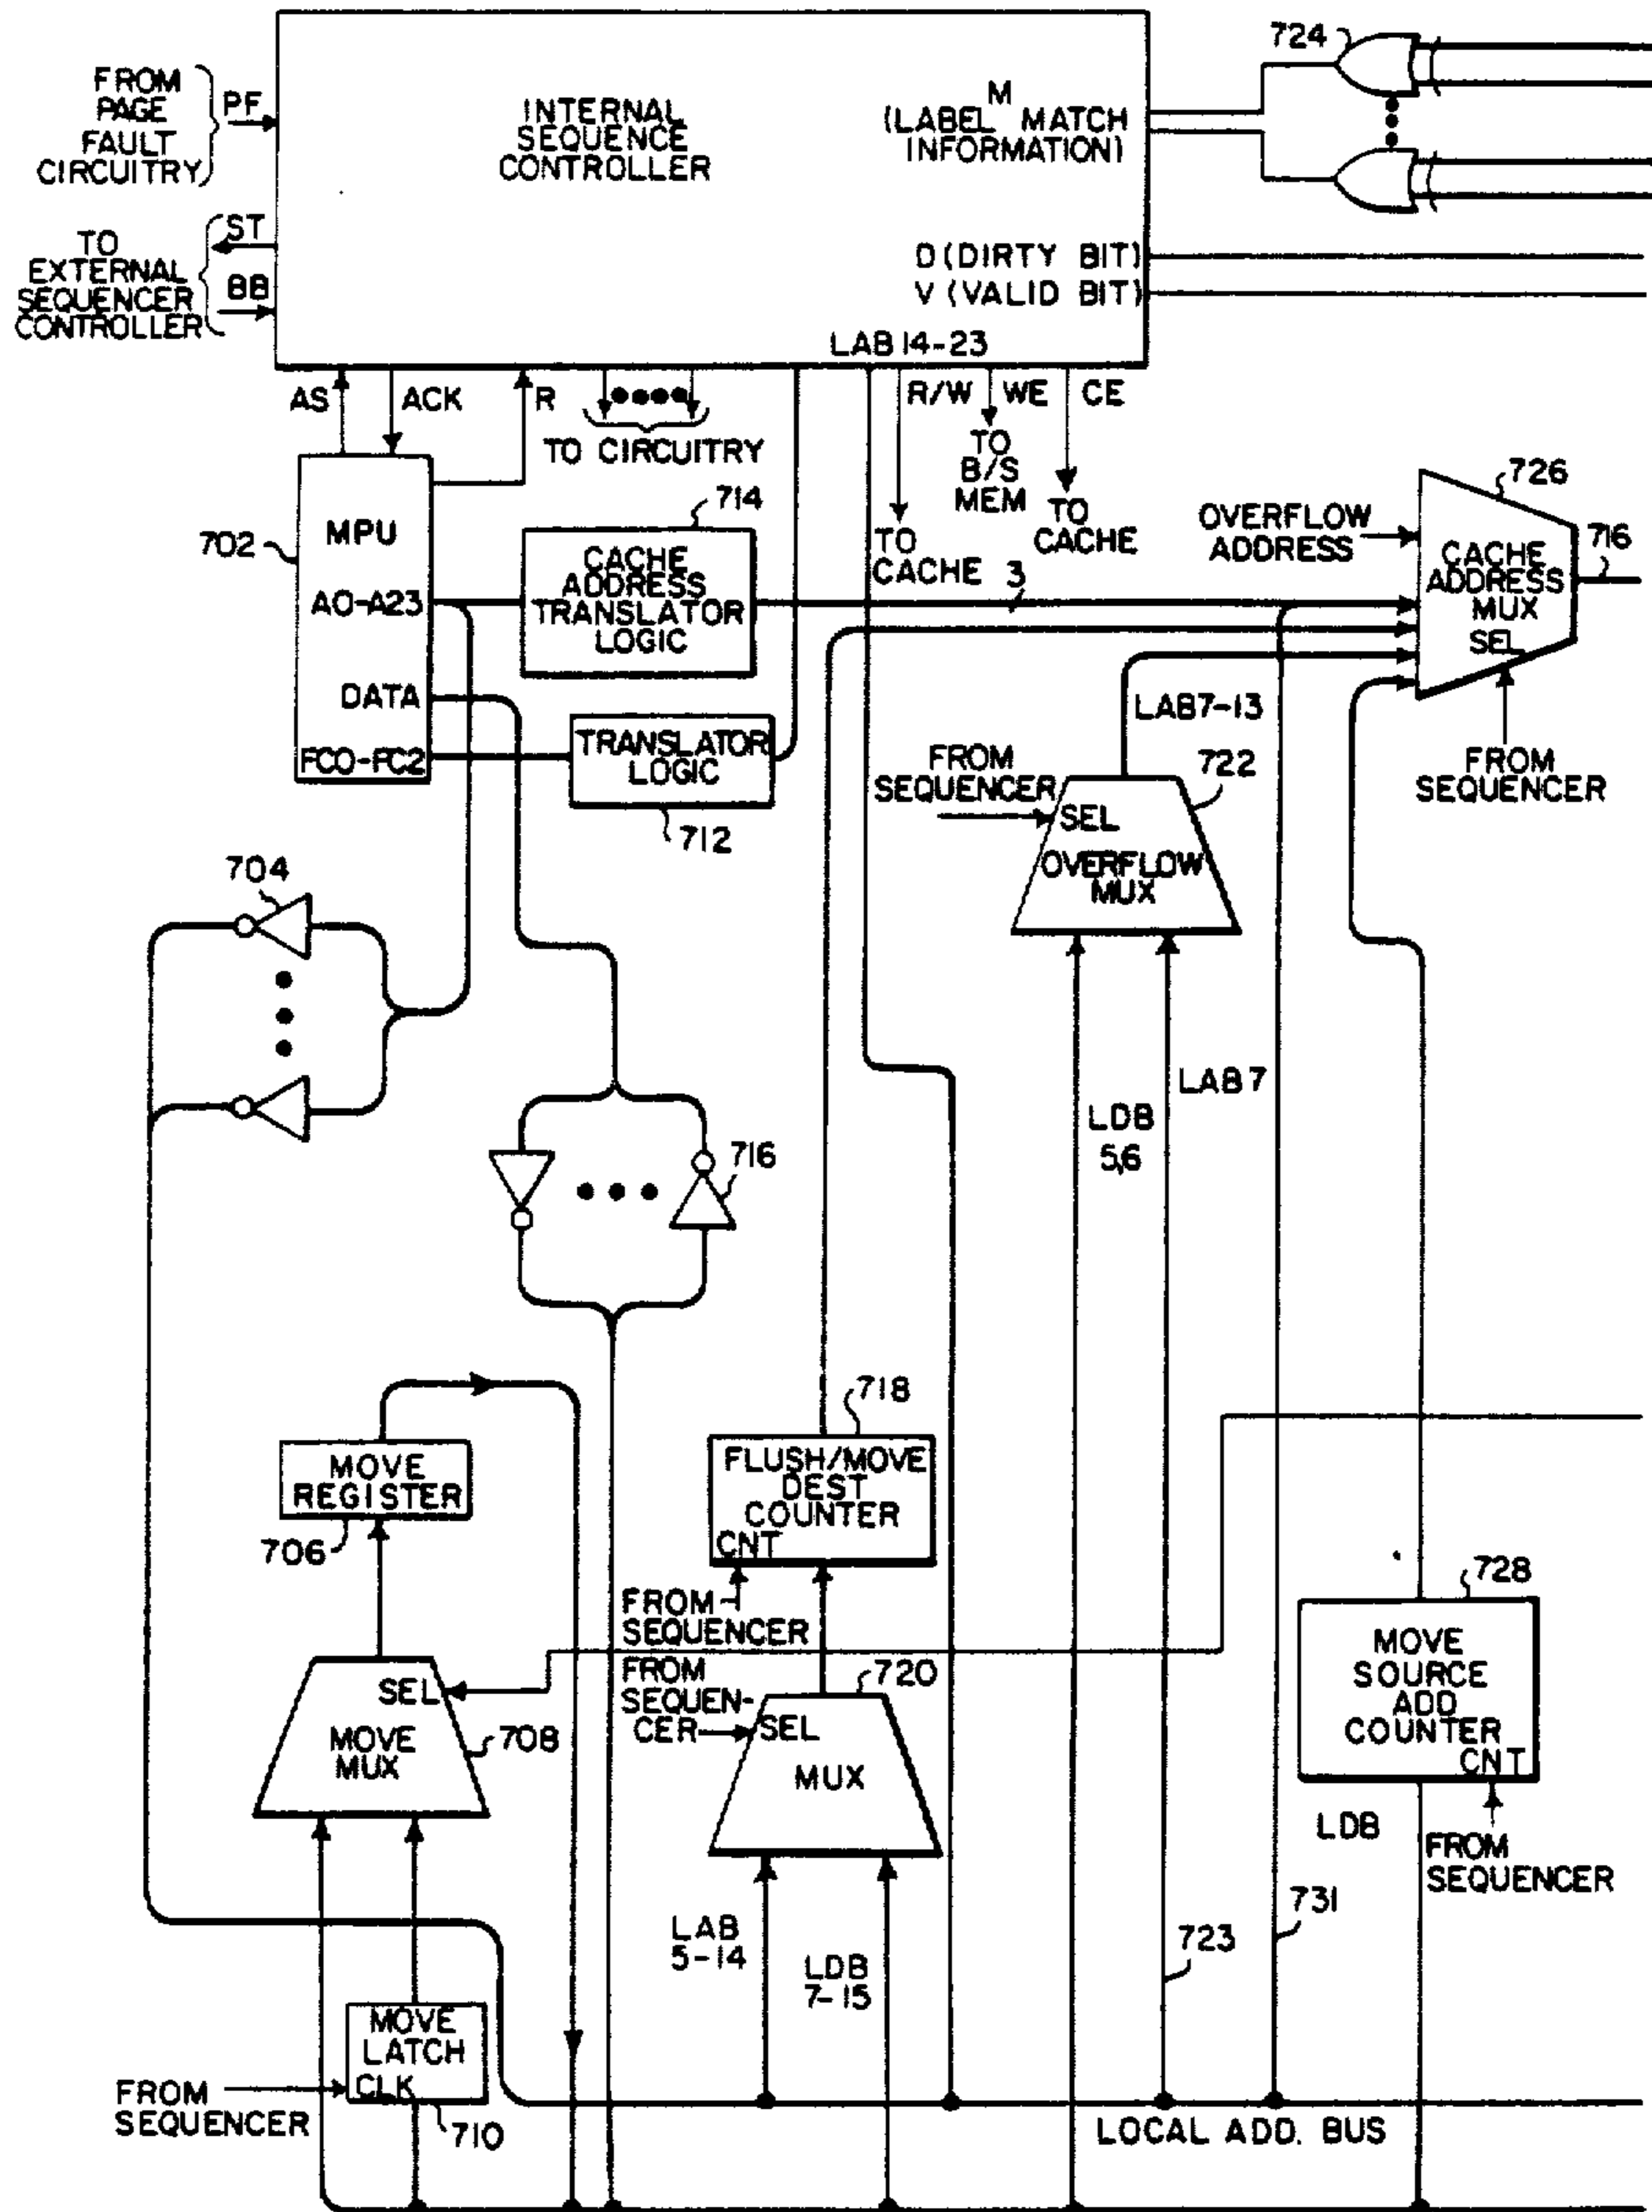 FROM
PAGE
FAULT
CIRCUITRY
PF
TO
EXTERNAL
SEQUENCER
CONTROLLER
ST
BB
INTERNAL
SEQUENCE
CONTROLLER
M
(LABEL MATCH
INFORMATION)
D (DIRTY BIT)
V (VALID BIT)
LAB 14-23
724
AS
ACK
R
TO CIRCUITRY
R/W
WE
CE
TO
B/S
MEM
TO
CACHE
TO
CACHE
3
702
MPU
A0-A23
DATA
FC0-FC2
714
CACHE
ADDRESS
TRANSLATOR
LOGIC
TRANSLATOR
LOGIC
712
OVERFLOW
ADDRESS
726
CACHE
ADDRESS
MUX
SEL
716
FROM
SEQUENCER
LAB7-13
FROM
SEQUENCER
722
SEL
OVERFLOW
MUX
704
LAB 7
LDB
5,6
716
718
FLUSH/MOVE
DEST
COUNTER
CNT
FROM
SEQUENCER
MOVE
REGISTER
706
728
MOVE
SOURCE
ADD
COUNTER
CNT
LDB
FROM
SEQUENCER
SEL
MOVE
MUX
708
FROM
SEQUEN-
CER
720
SEL
MUX
LAB
5-14
LDB
7-15
723
731
MOVE
LATCH
CLK
FROM
SEQUENCER
710
LOCAL ADD. BUS